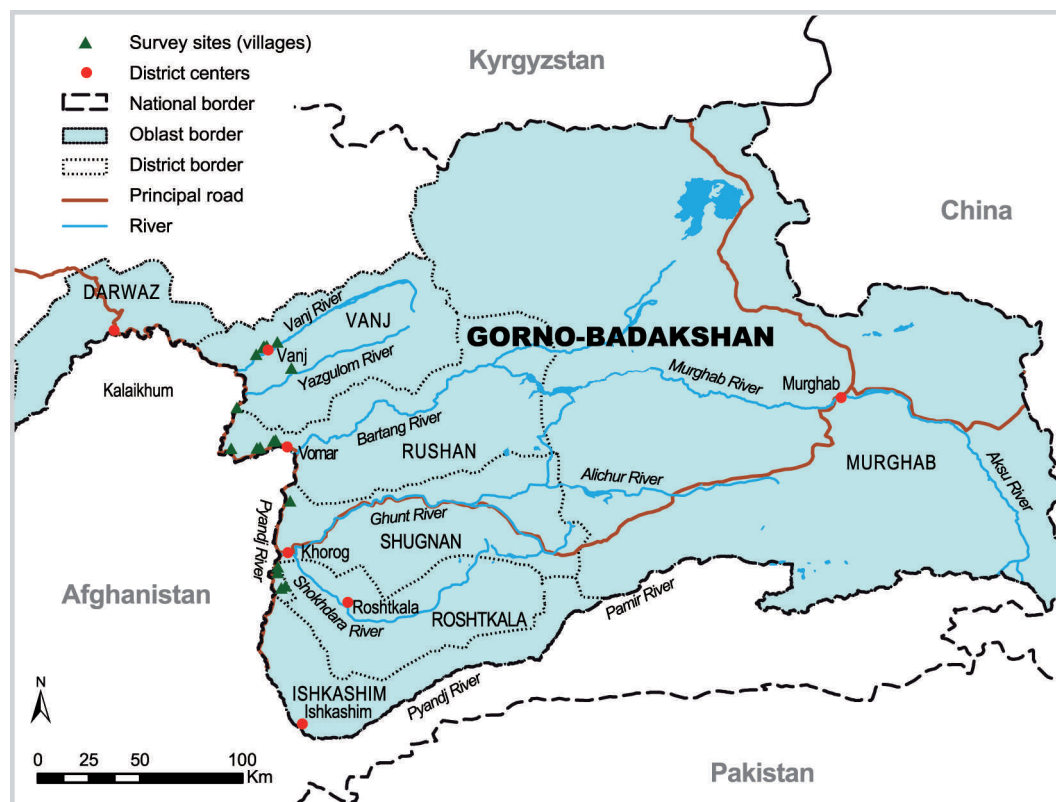 Survey sites (villages)
District centers
National border
Oblast border
District border
Principal road
River
Kyrgyzstan
China
DARWAZ
Kalaikhum
Vanj River
VANJ
Vanj
Yazgulom River
GORNO-BADAKSHAN
Murghab River
Murghab
Bartang River
Vomar
RUSHAN
MURGHAB
Aksu River
Alichur River
Pyandj River
Ghunt River
SHUGNAN
Khorog
Afghanistan
Shokhdara River
Roshtkala
ROSHTKALA
Pamir River
ISHKASHIM
Ishkashim
Pyandj River
N
0 25 50 100
Km
Pakistan